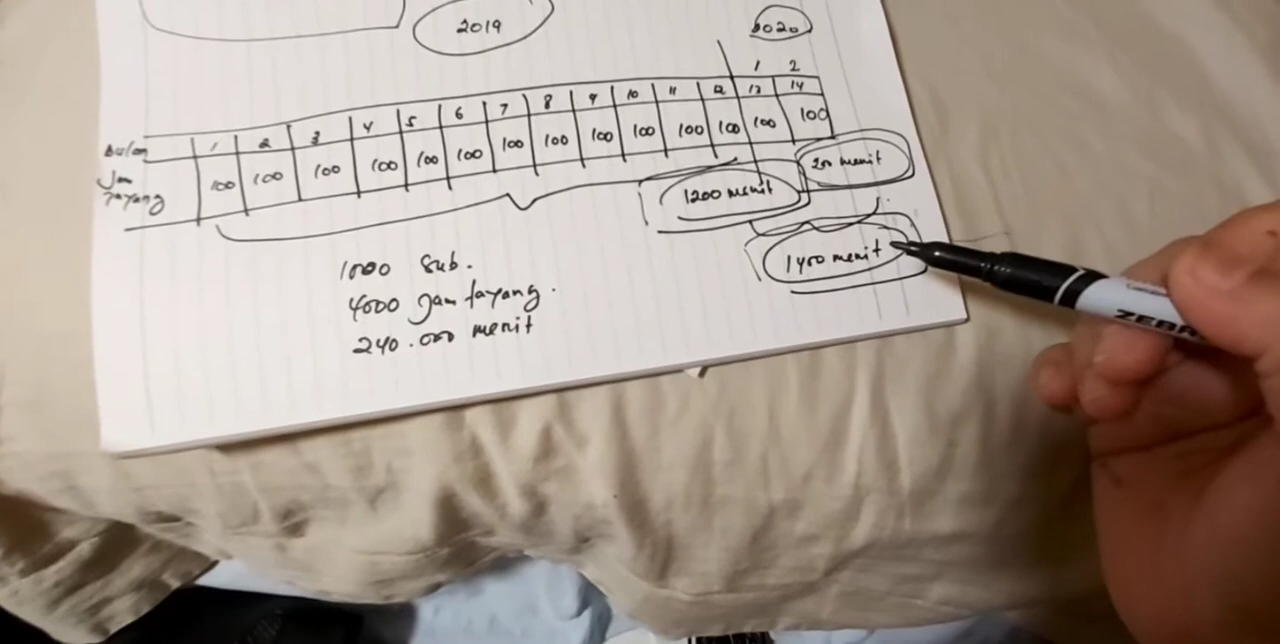 2019
2020
1 2
Bulan 1 2 3 4 5 6 7 8 9 10 11 12 13 14
Jam Tayang 100 100 100 100 100 100 100 100 100 100 100 100 100 100
1200 menit
200 menit
1400 menit
1000 sub.
4000 Jam tayang.
240.000 menit
ZEBRA